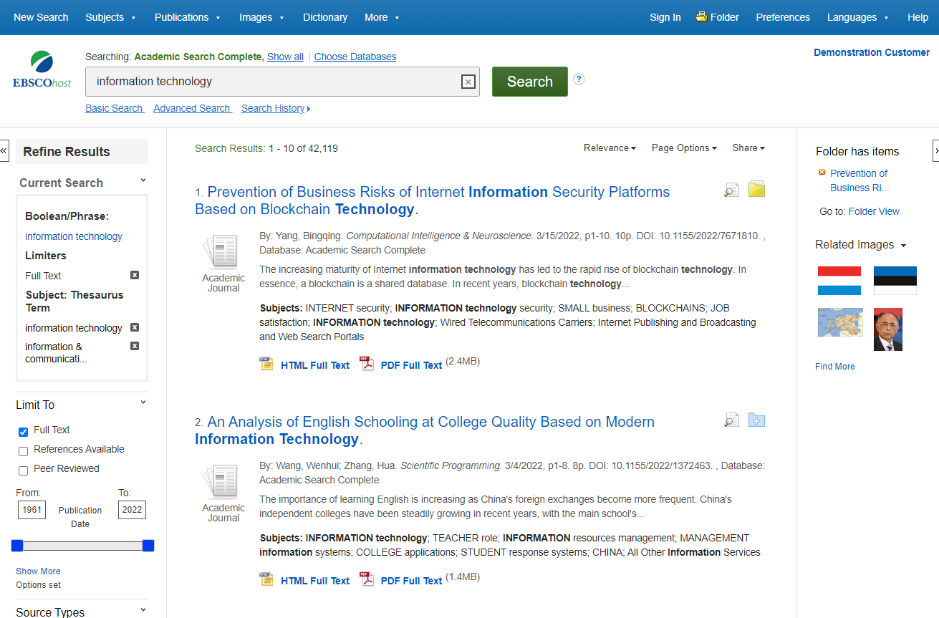 New Search Subjects Publications Images Dictionary More Sign In Folder Preferences Languages Help
EBSCOhost
Searching: Academic Search Complete, Show all | Choose Databases
Demonstration Customer
information technology
Search
?
Basic Search Advanced Search Search History
Refine Results
Current Search
Boolean/Phrase:
information technology
Limiters
Full Text
Subject: Thesaurus
Term
information technology
information &
communicati...
Limit To
Full Text
References Available
Peer Reviewed
From: To:
1961 Publication 2022
Date
Show More
Options set
Source Types
Search Results: 1 - 10 of 42,119
Relevance Page Options Share
1. Prevention of Business Risks of Internet Information Security Platforms
Based on Blockchain Technology.
Academic
Journal
By: Yang, Bingqing. Computational Intelligence & Neuroscience. 3/15/2022, p1-10. 10p. DOI: 10.1155/2022/7671810. ,
Database: Academic Search Complete
The increasing maturity of Internet information technology has led to the rapid rise of blockchain technology. In
essence, a blockchain is a shared database. In recent years, blockchain technology...
Subjects: INTERNET security; INFORMATION technology security; SMALL business; BLOCKCHAINS; JOB
satisfaction; INFORMATION technology; Wired Telecommunications Carriers; Internet Publishing and Broadcasting
and Web Search Portals
HTML Full Text PDF Full Text (2.4MB)
2. An Analysis of English Schooling at College Quality Based on Modern
Information Technology.
Academic
Journal
By: Wang, Wenhui; Zhang, Hua. Scientific Programming. 3/4/2022, p1-8. 8p. DOI: 10.1155/2022/1372463. , Database:
Academic Search Complete
The importance of learning English is increasing as China's foreign exchanges become more frequent. China's
independent colleges have been steadily growing in recent years, with the main school's...
Subjects: INFORMATION technology; TEACHER role; INFORMATION resources management; MANAGEMENT
information systems; COLLEGE applications; STUDENT response systems; CHINA; All Other Information Services
HTML Full Text PDF Full Text (1.4MB)
Folder has items
Prevention of
Business Ri...
Go to: Folder View
Related Images
Find More